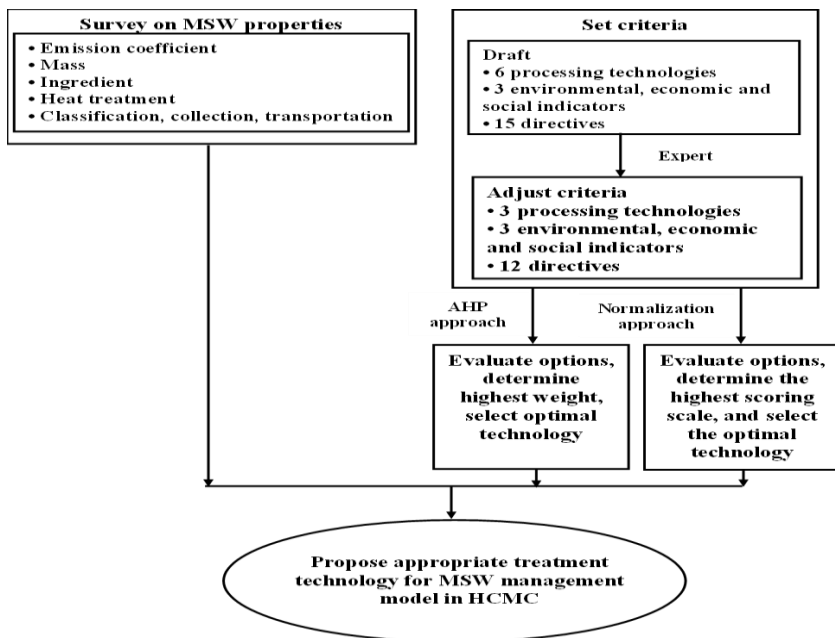 Survey on MSW properties
• Emission coefficient
• Mass
• Ingredient
• Heat treatment
• Classification, collection, transportation
Set criteria
Draft
• 6 processing technologies
• 3 environmental, economic and
social indicators
• 15 directives
Expert
Adjust criteria
• 3 processing technologies
• 3 environmental, economic
and social indicators
• 12 directives
AHP
approach
Normalization
approach
Evaluate options,
determine
highest weight,
select optimal
technology
Evaluate options,
determine the
highest scoring
scale, and select
the optimal
technology
Propose appropriate treatment
technology for MSW management
model in HCMC